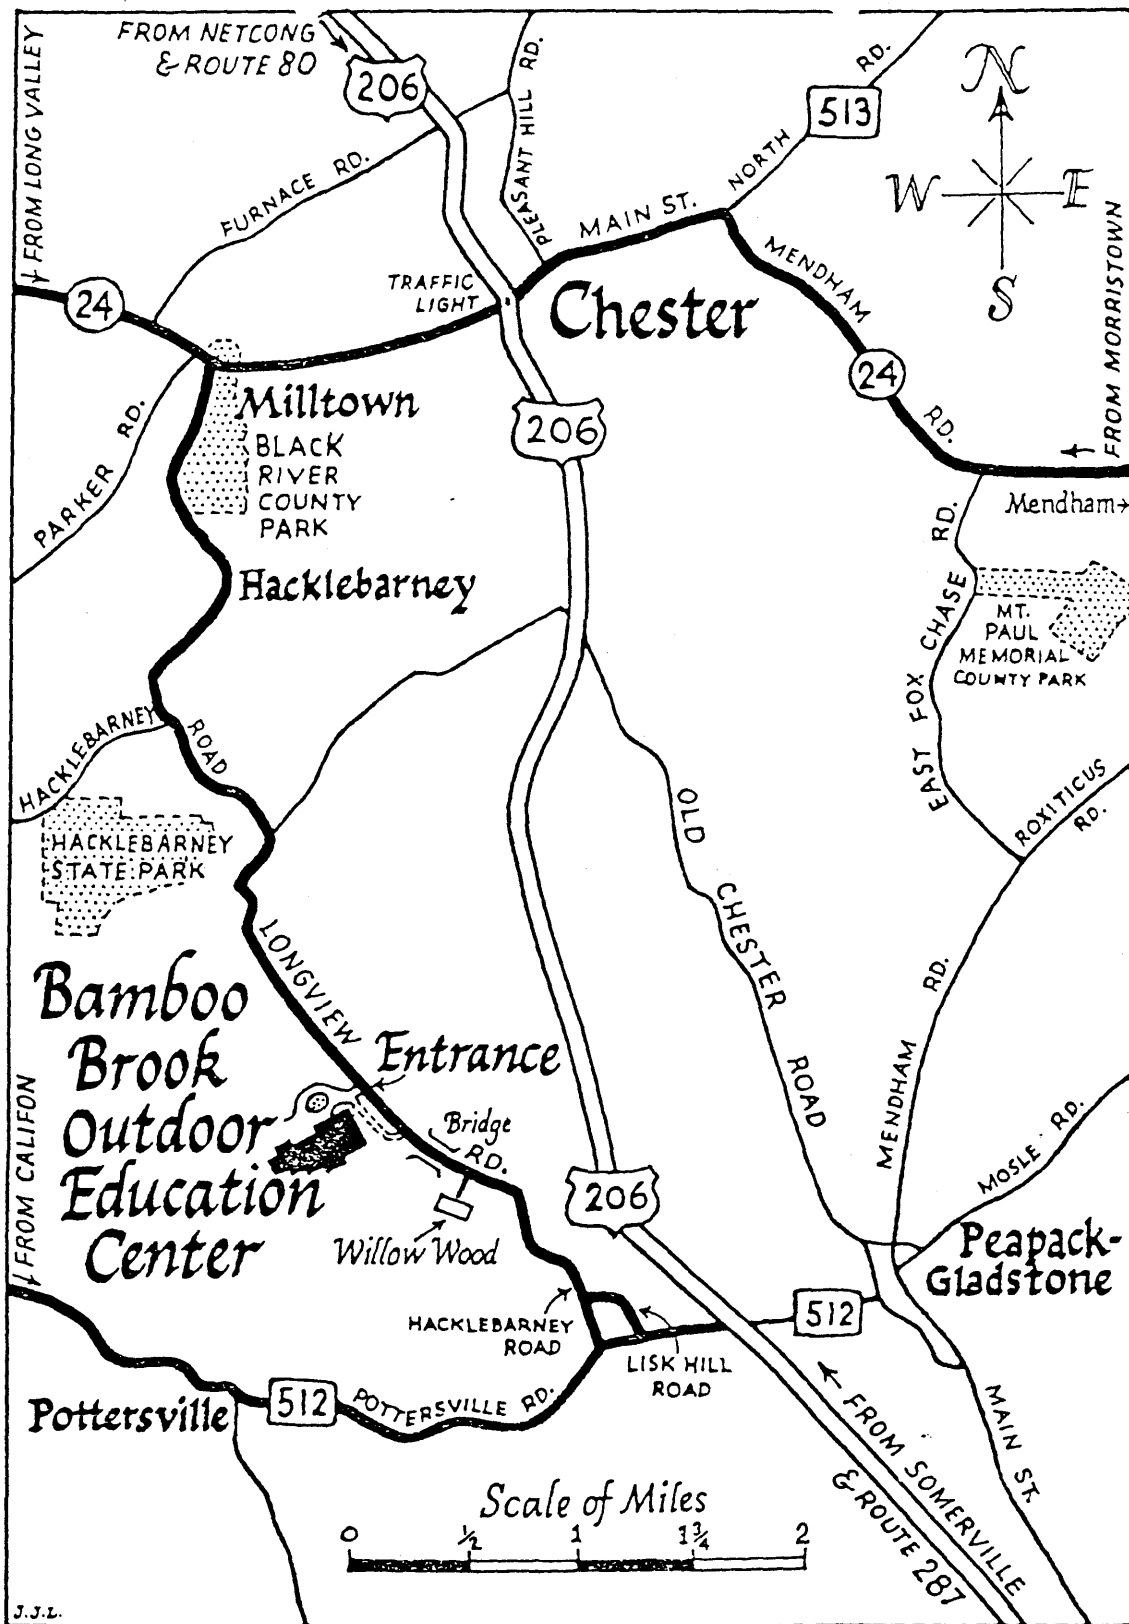 FROM NETCONG
& ROUTE 80
206
FROM LONG VALLEY
FURNACE RD.
PLEASANT HILL RD.
NORTH RD.
513
N
W E
S
24
TRAFFIC
LIGHT
MAIN ST.
Chester
MENDHAM RD.
24
FROM MORRISTOWN
Mendham
PARKER RD.
Milltown
BLACK
RIVER
COUNTY
PARK
206
Hacklebarney
EAST FOX CHASE RD.
MT.
PAUL
MEMORIAL
COUNTY PARK
HACKLEBARNEY ROAD
HACKLEBARNEY
STATE PARK
OLD CHESTER ROAD
ROXITICUS
RD.
MENDHAM RD.
LONGVIEW RD.
Bamboo
Brook
Outdoor
Education
Center
Entrance
Bridge
Willow Wood
206
MOSLE RD.
Peapack-
Gladstone
FROM CALIFON
HACKLEBARNEY
ROAD
LISK HILL
ROAD
512
Pottersville
512
POTTERSVILLE RD.
MAIN ST.
FROM SOMERVILLE
& ROUTE 287
Scale of Miles
0 ½ 1 1¾ 2
J.J.L.